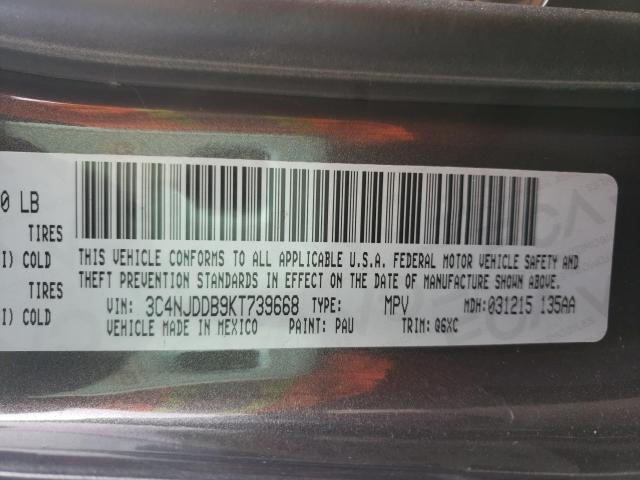 0 LB
TIRES
I) COLD
TIRES
I) COLD
THIS VEHICLE CONFORMS TO ALL APPLICABLE U.S.A. FEDERAL MOTOR VEHICLE SAFETY AND
THEFT PREVENTION STANDARDS IN EFFECT ON THE DATE OF MANUFACTURE SHOWN ABOVE.
VIN: 3C4NJDDB9KT739668 TYPE: MPV MDH: 031215 135AA
VEHICLE MADE IN MEXICO PAINT: PAU TRIM: Q6XC